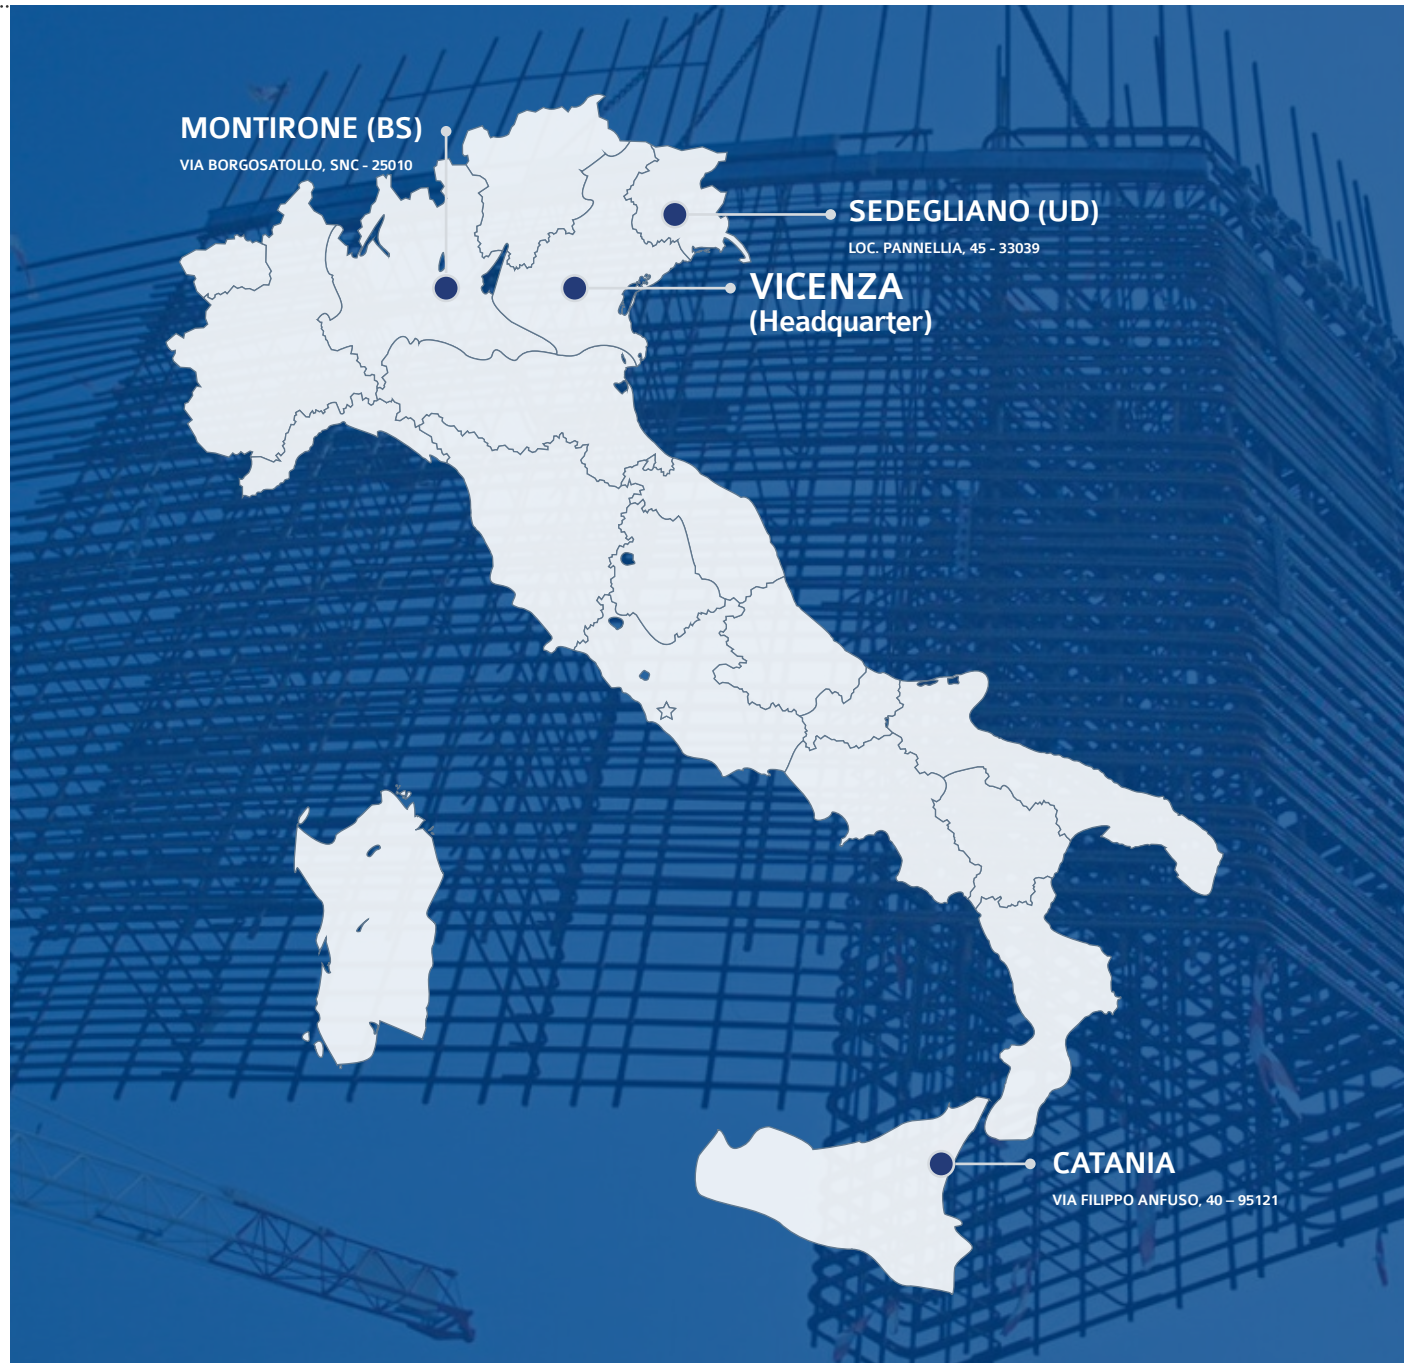 MONTIRONE (BS)
VIA BORGOSATOLLO, SNC - 25010
SEDEGLIANO (UD)
LOC. PANNELLIA, 45 - 33039
VICENZA
(Headquarter)
CATANIA
VIA FILIPPO ANFUSO, 40 – 95121